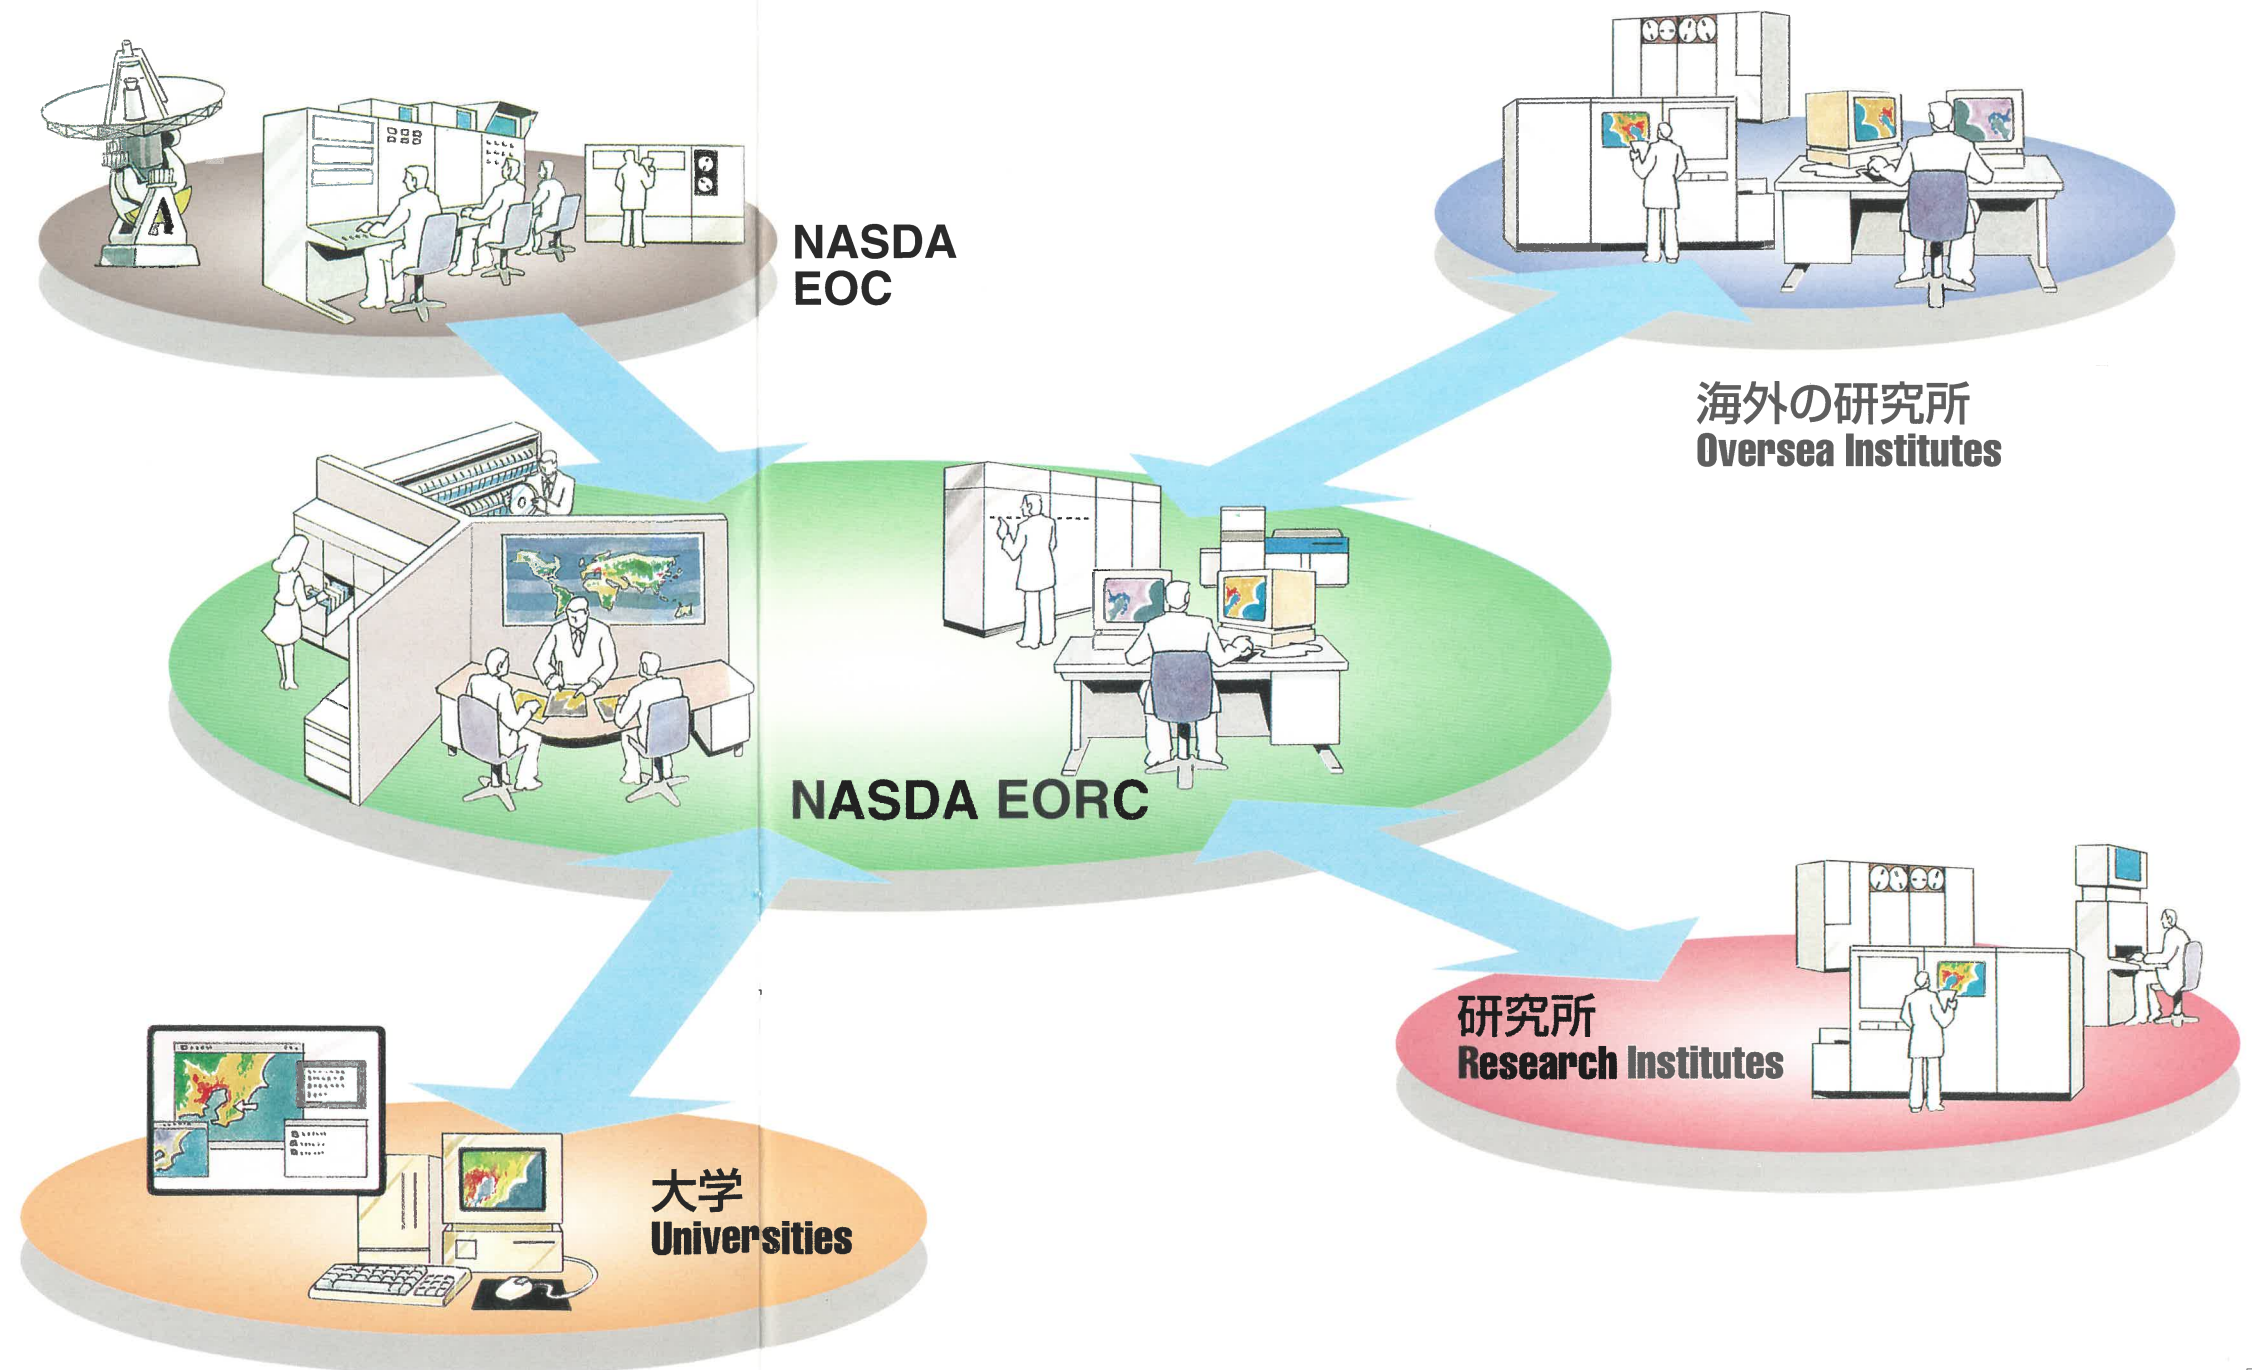 NASDA
EOC
海外の研究所
Oversea Institutes
NASDA EORC
研究所
Research Institutes
大学
Universities